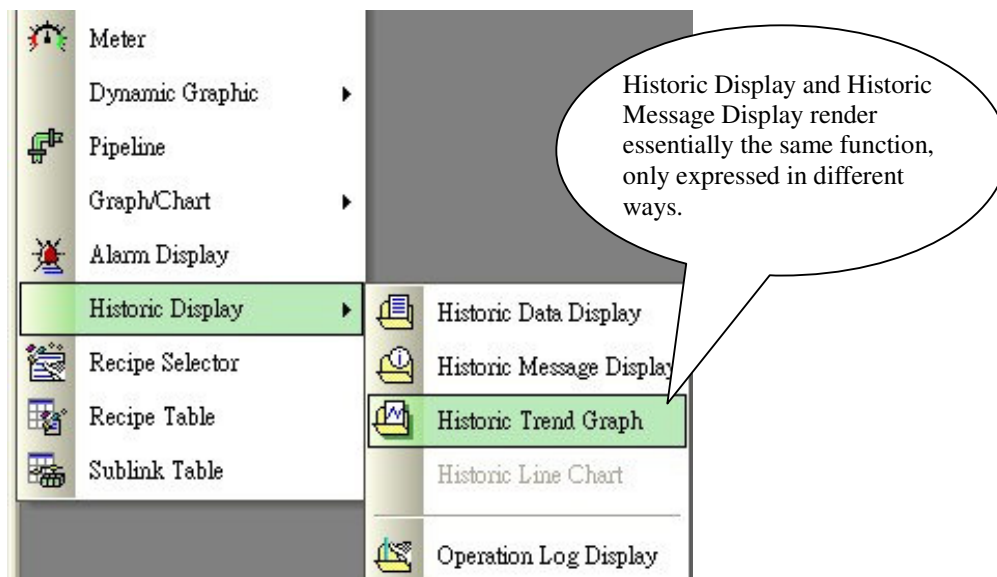 Meter
Dynamic Graphic
Pipeline
Graph/Chart
Alarm Display
Historic Display
Recipe Selector
Recipe Table
Sublink Table
Historic Data Display
Historic Message Display
Historic Trend Graph
Historic Line Chart
Operation Log Display
Historic Display and Historic
Message Display render
essentially the same function,
only expressed in different
ways.